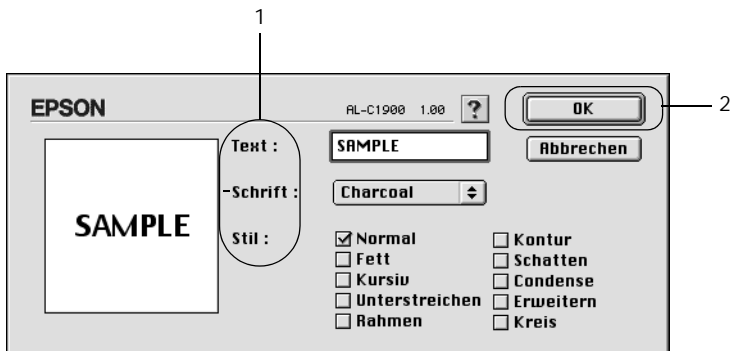 1
EPSON
AL-C1900 1.00 ?
OK
2
Text :
SAMPLE
Abbrechen
Schrift :
Charcoal
SAMPLE
Stil :
Normal
Kontur
Fett
Schatten
Kursiv
Condense
Unterstreichen
Erweitern
Rahmen
Kreis